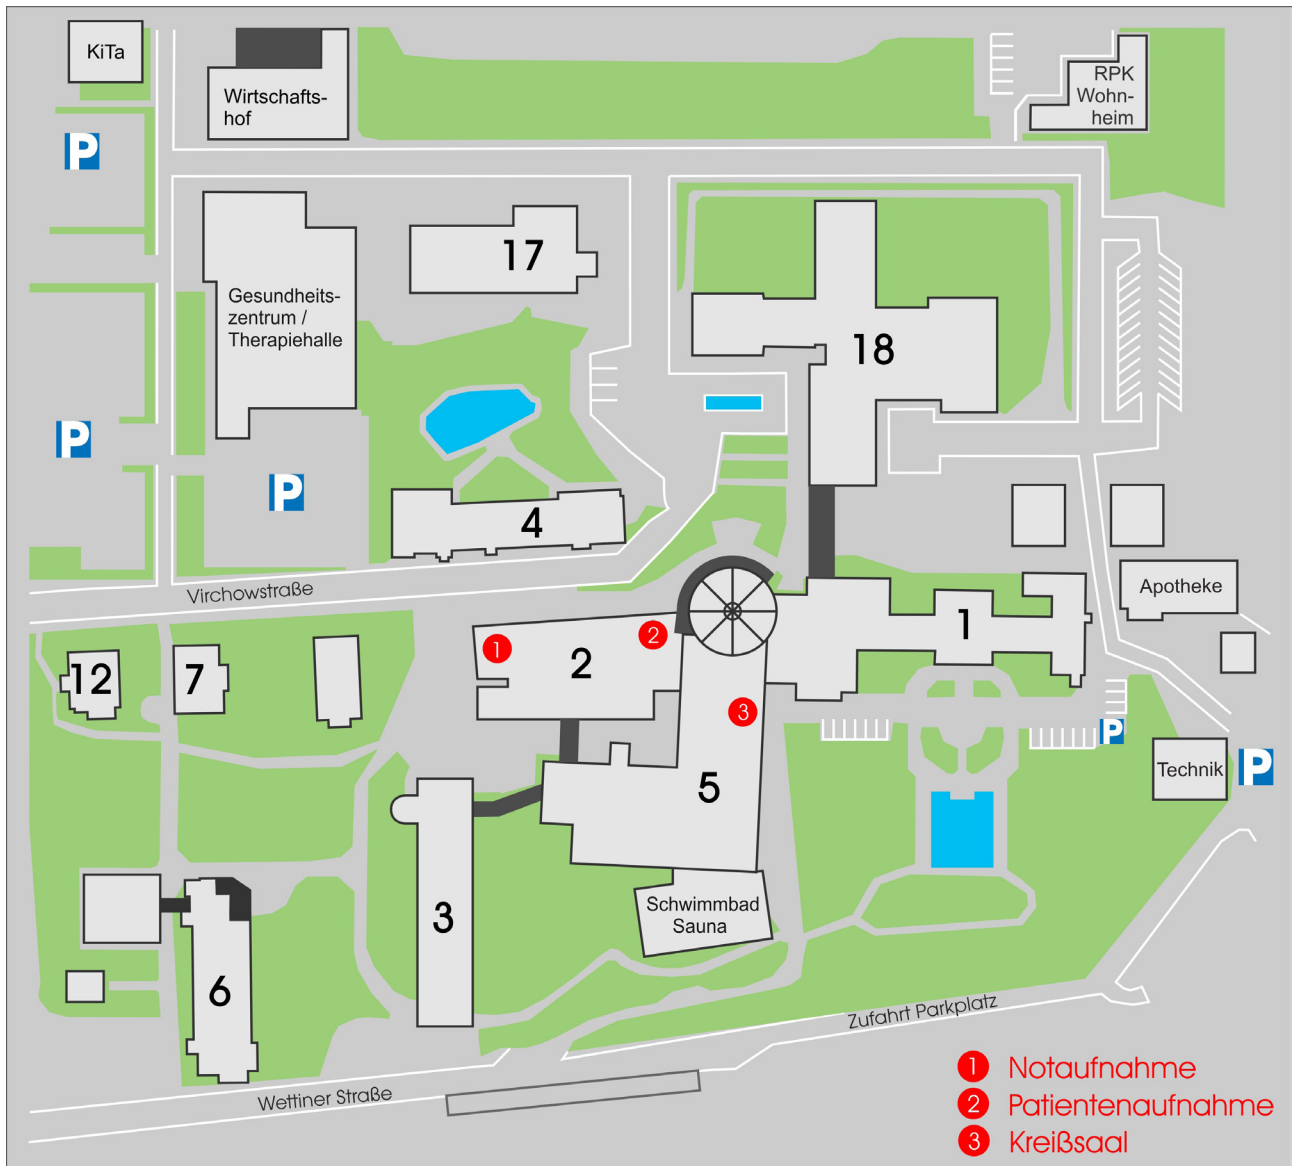 KiTa
Wirtschafts-
hof
RPK
Wohn-
heim
P
17
Gesundheits-
zentrum /
Therapiehalle
18
P
P
4
Virchowstraße
Apotheke
1
1
2
2
12
7
3
P
Technik
P
5
3
Schwimmbad
Sauna
6
Zufahrt Parkplatz
Wettiner Straße
1 Notaufnahme
2 Patientenaufnahme
3 Kreißsaal